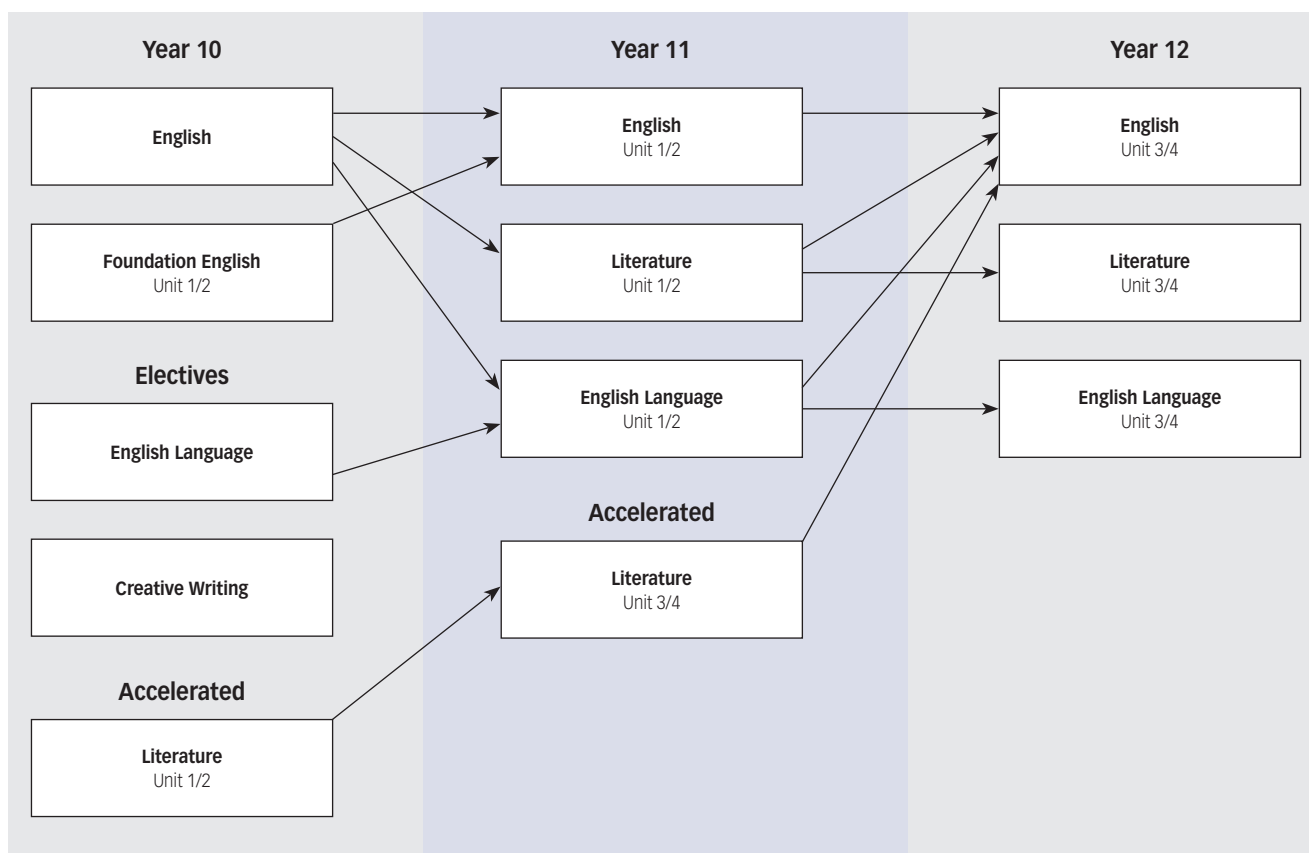 Year 10
English
Foundation English
Unit 1/2
Electives
English Language
Creative Writing
Accelerated
Literature
Unit 1/2
Year 11
English
Unit 1/2
Literature
Unit 1/2
English Language
Unit 1/2
Accelerated
Literature
Unit 3/4
Year 12
English
Unit 3/4
Literature
Unit 3/4
English Language
Unit 3/4